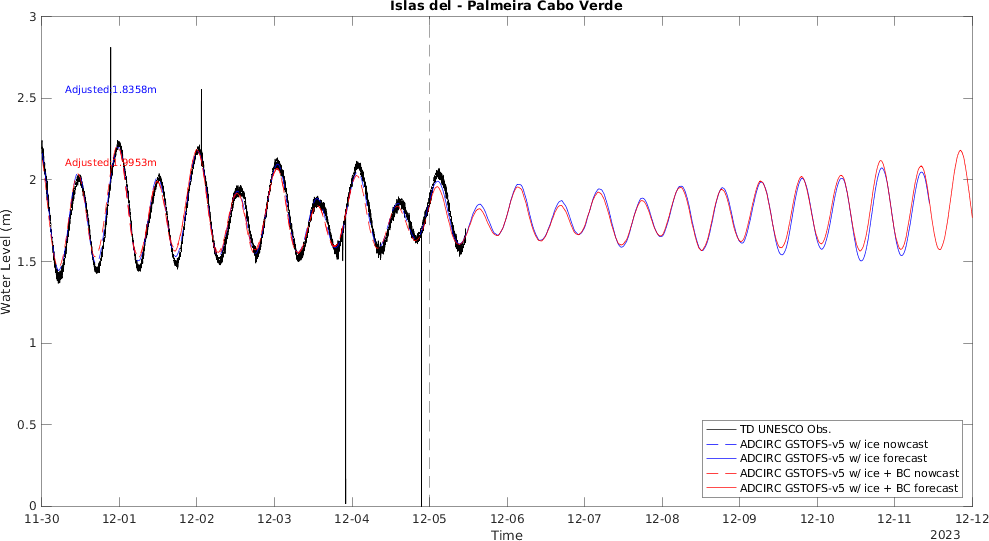 Islas del - Palmeira Cabo Verde
3
2.5
2
1.5
1
0.5
0
Water Level (m)
Adjusted 1.8358m
Adjusted 1.9953m
TD UNESCO Obs.
ADCIRC GSTOFS-v5 w/ ice nowcast
ADCIRC GSTOFS-v5 w/ ice forecast
ADCIRC GSTOFS-v5 w/ ice + BC nowcast
ADCIRC GSTOFS-v5 w/ ice + BC forecast
11-30 12-01 12-02 12-03 12-04 12-05 12-06 12-07 12-08 12-09 12-10 12-11 12-12
Time
2023